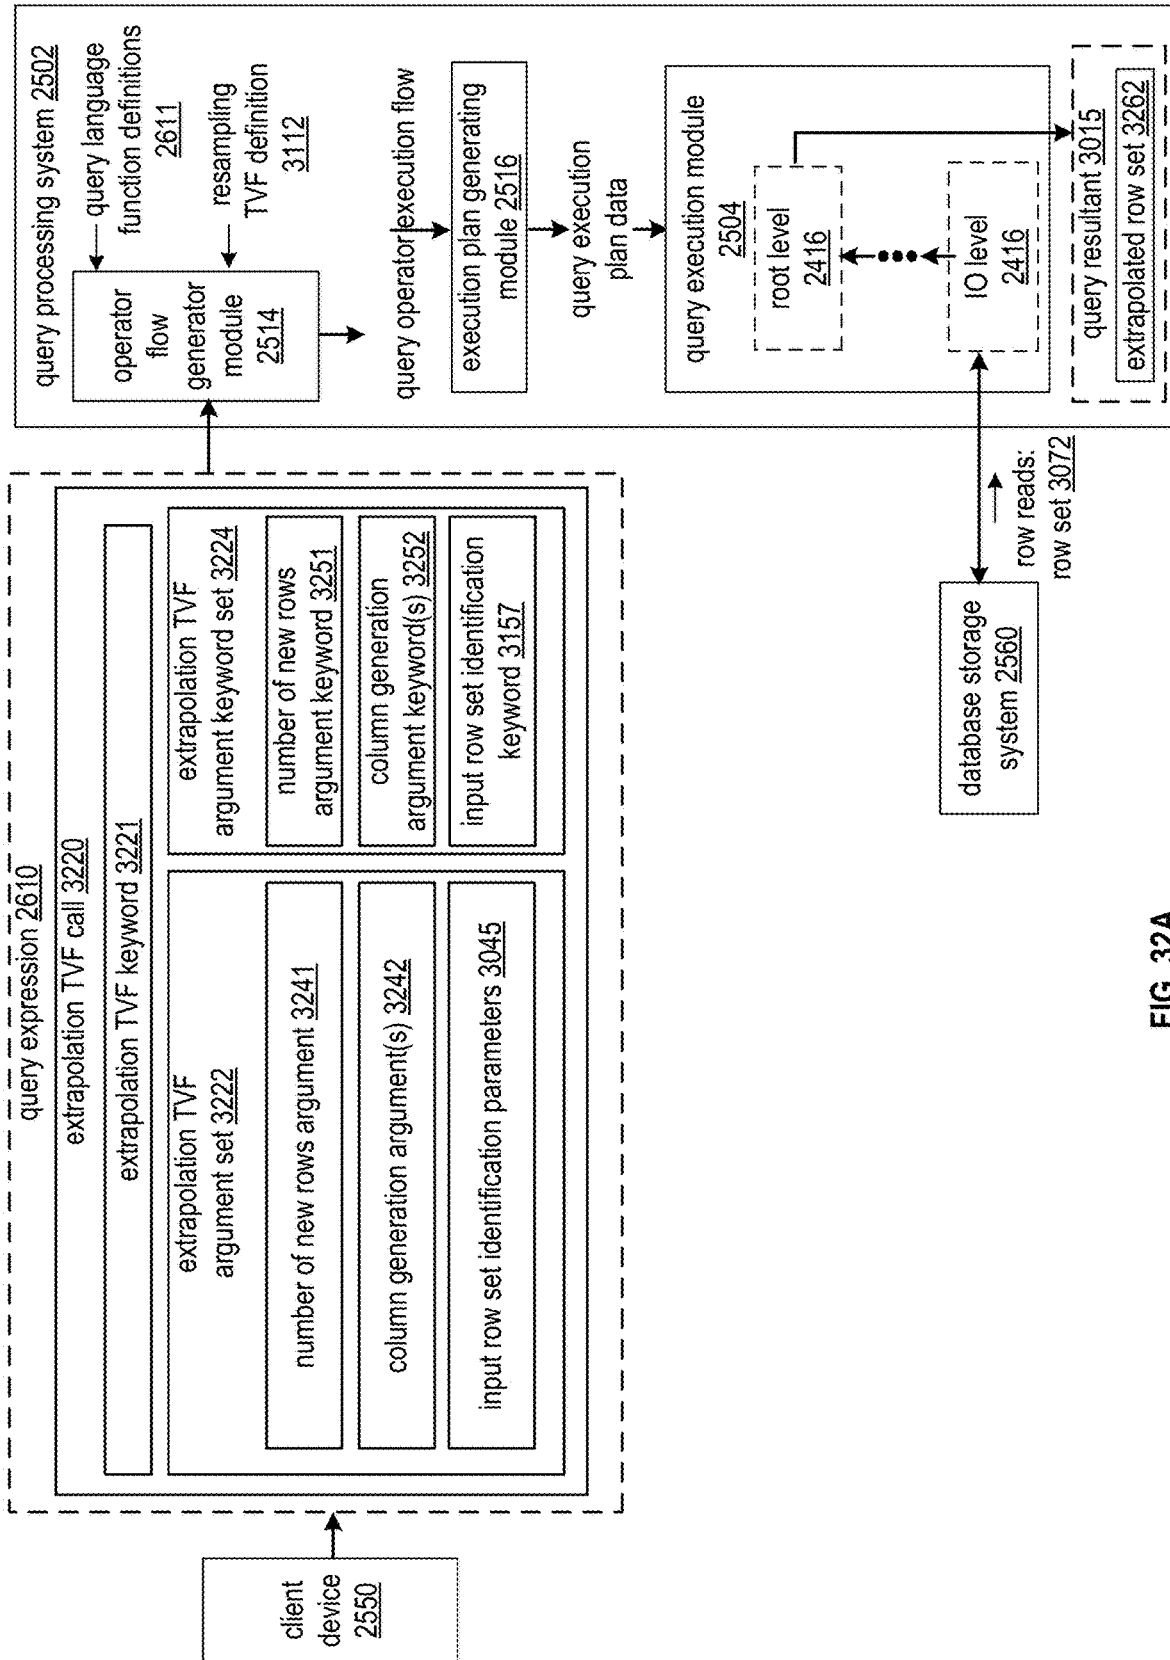 client
device
2550
query expression 2610
extrapolation TVF call 3220
extrapolation TVF keyword 3221
extrapolation TVF
argument set 3222
number of new rows argument 3241
column generation argument(s) 3242
input row set identification parameters 3045
extrapolation TVF
argument keyword set 3224
number of new rows
argument keyword 3251
column generation
argument keyword(s) 3252
input row set identification
keyword 3157
query processing system 2502
operator
flow
generator
module
2514
query language
function definitions
2611
resampling
TVF definition
3112
query operator execution flow
execution plan generating
module 2516
query execution
plan data
query execution module
2504
root level
2416
IO level
2416
query resultant 3015
extrapolated row set 3262
database storage
system 2560
row reads:
row set 3072
FIG. 32A